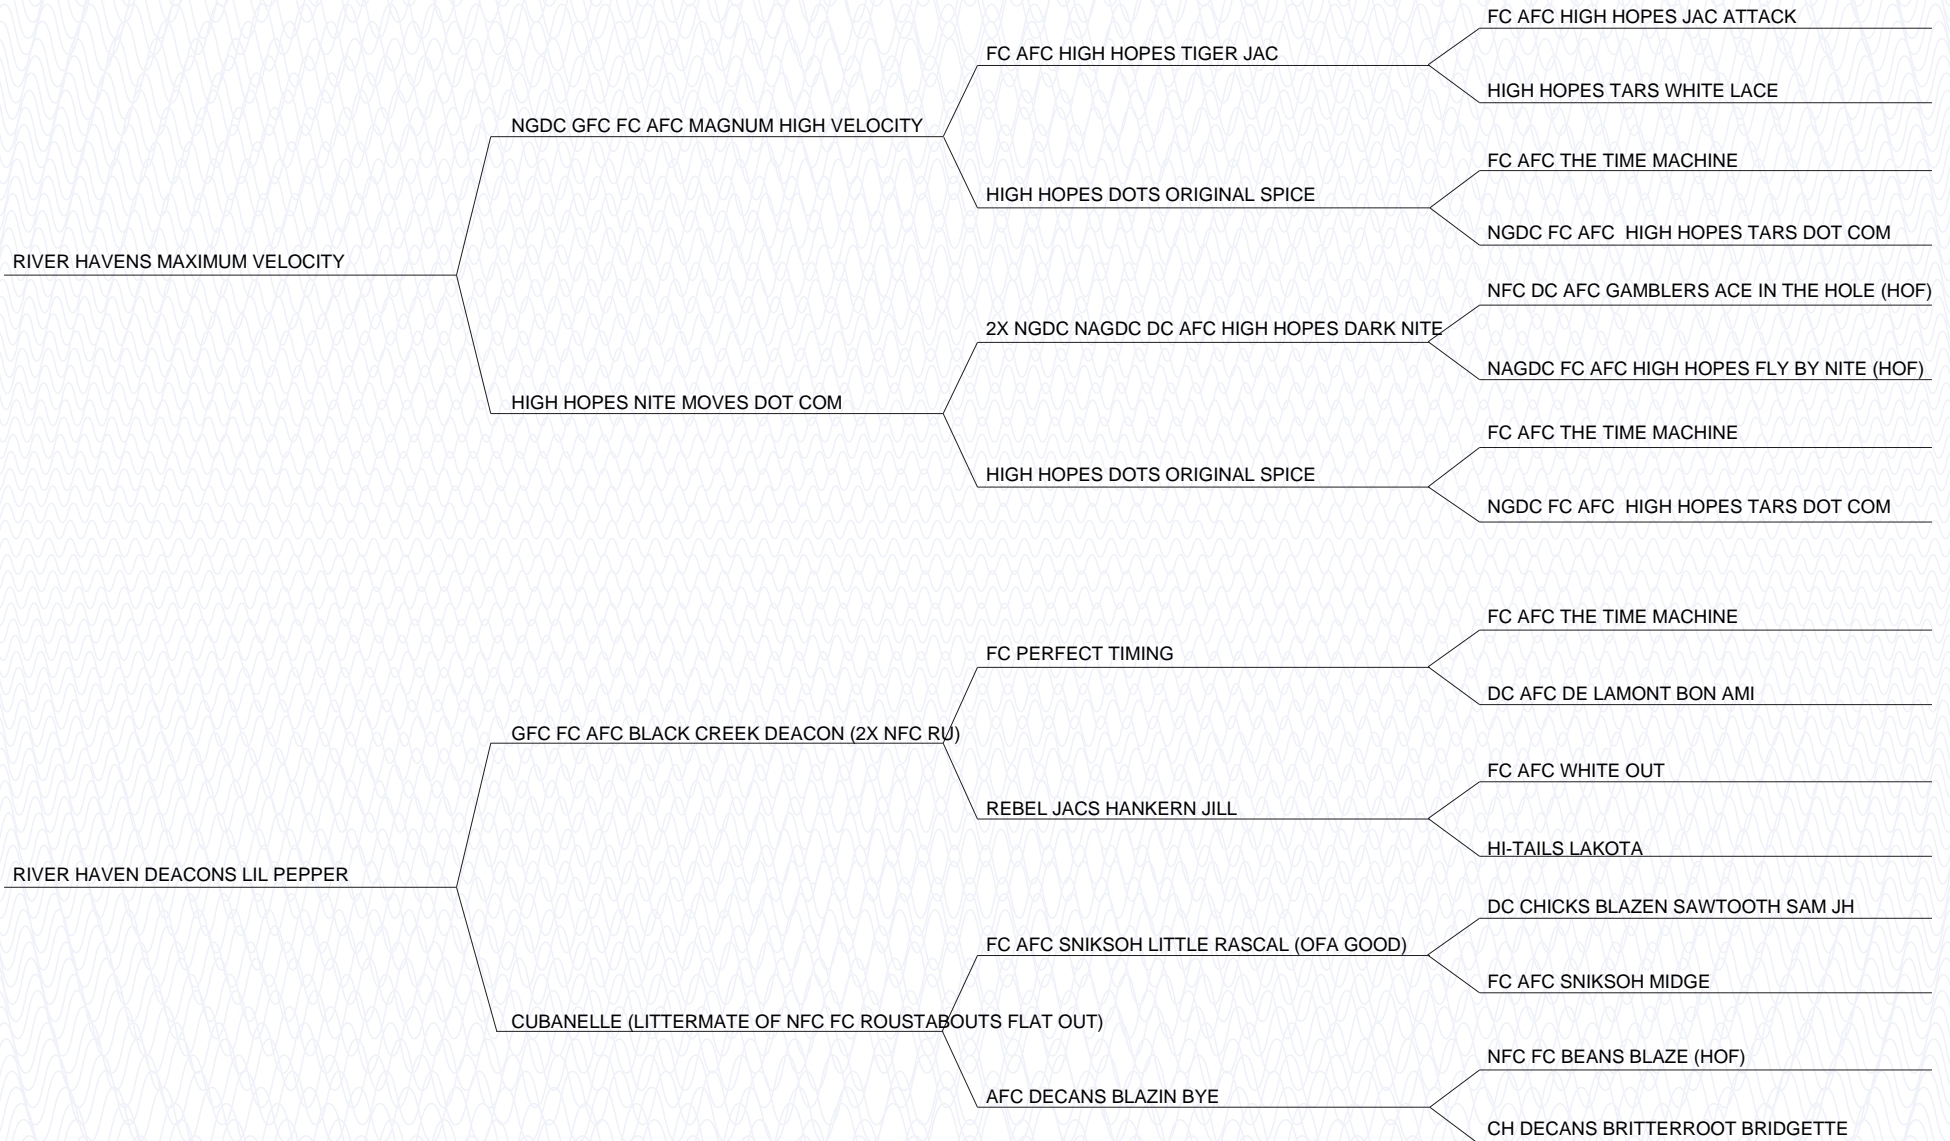 FC AFC HIGH HOPES JAC ATTACK
FC AFC HIGH HOPES TIGER JAC
HIGH HOPES TARS WHITE LACE
NGDC GFC FC AFC MAGNUM HIGH VELOCITY
FC AFC THE TIME MACHINE
HIGH HOPES DOTS ORIGINAL SPICE
NGDC FC AFC  HIGH HOPES TARS DOT COM
RIVER HAVENS MAXIMUM VELOCITY
NFC DC AFC GAMBLERS ACE IN THE HOLE (HOF)
2X NGDC NAGDC DC AFC HIGH HOPES DARK NITE
NAGDC FC AFC HIGH HOPES FLY BY NITE (HOF)
HIGH HOPES NITE MOVES DOT COM
FC AFC THE TIME MACHINE
HIGH HOPES DOTS ORIGINAL SPICE
NGDC FC AFC  HIGH HOPES TARS DOT COM
FC AFC THE TIME MACHINE
FC PERFECT TIMING
DC AFC DE LAMONT BON AMI
GFC FC AFC BLACK CREEK DEACON (2X NFC RU)
FC AFC WHITE OUT
REBEL JACS HANKERN JILL
HI-TAILS LAKOTA
RIVER HAVEN DEACONS LIL PEPPER
DC CHICKS BLAZEN SAWTOOTH SAM JH
FC AFC SNIKSOH LITTLE RASCAL (OFA GOOD)
FC AFC SNIKSOH MIDGE
CUBANELLE (LITTERMATE OF NFC FC ROUSTABOUTS FLAT OUT)
NFC FC BEANS BLAZE (HOF)
AFC DECANS BLAZIN BYE
CH DECANS BRITTERROOT BRIDGETTE